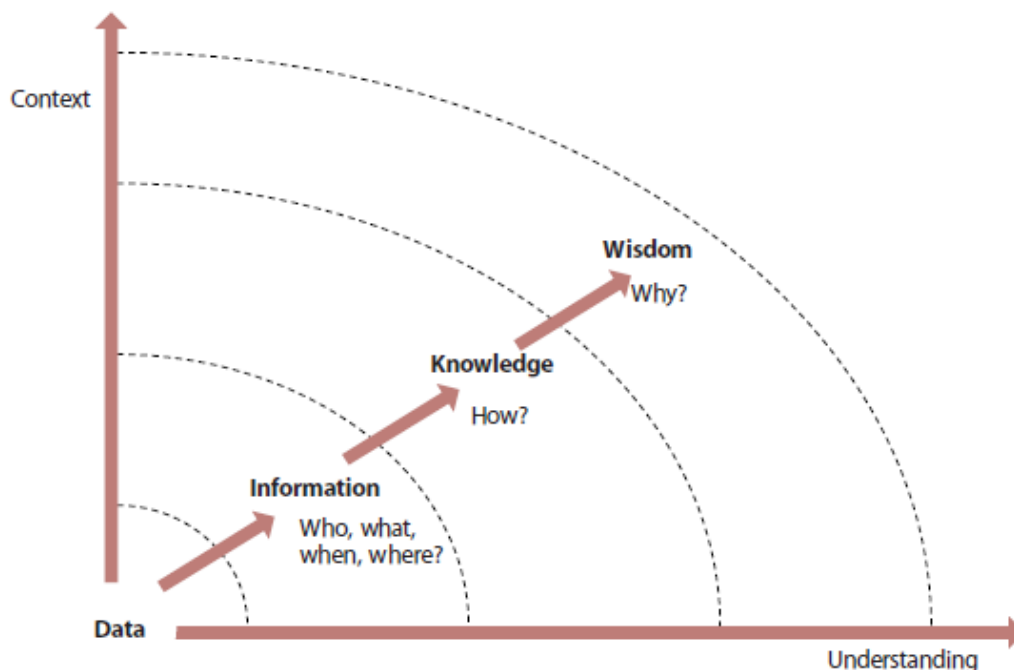 Context
Wisdom
Why?
Knowledge
How?
Information
Who, what,
when, where?
Data
Understanding